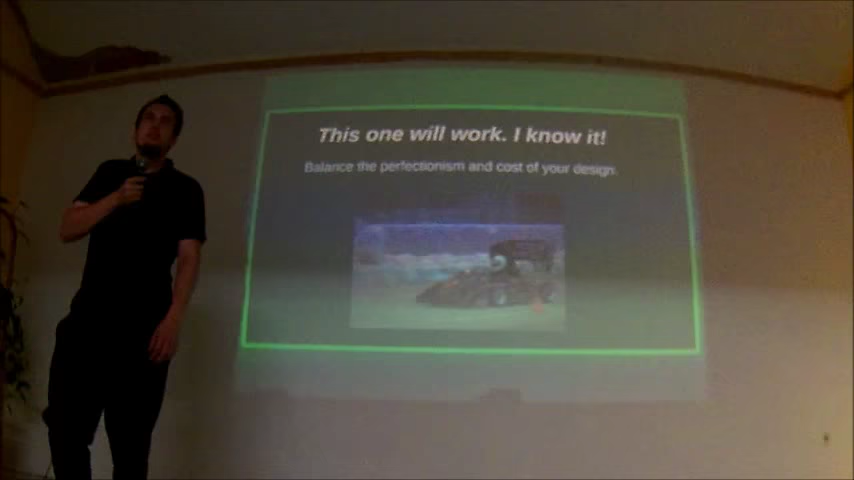 This one will work. I know it!
Balance the perfectionism and cost of your design.